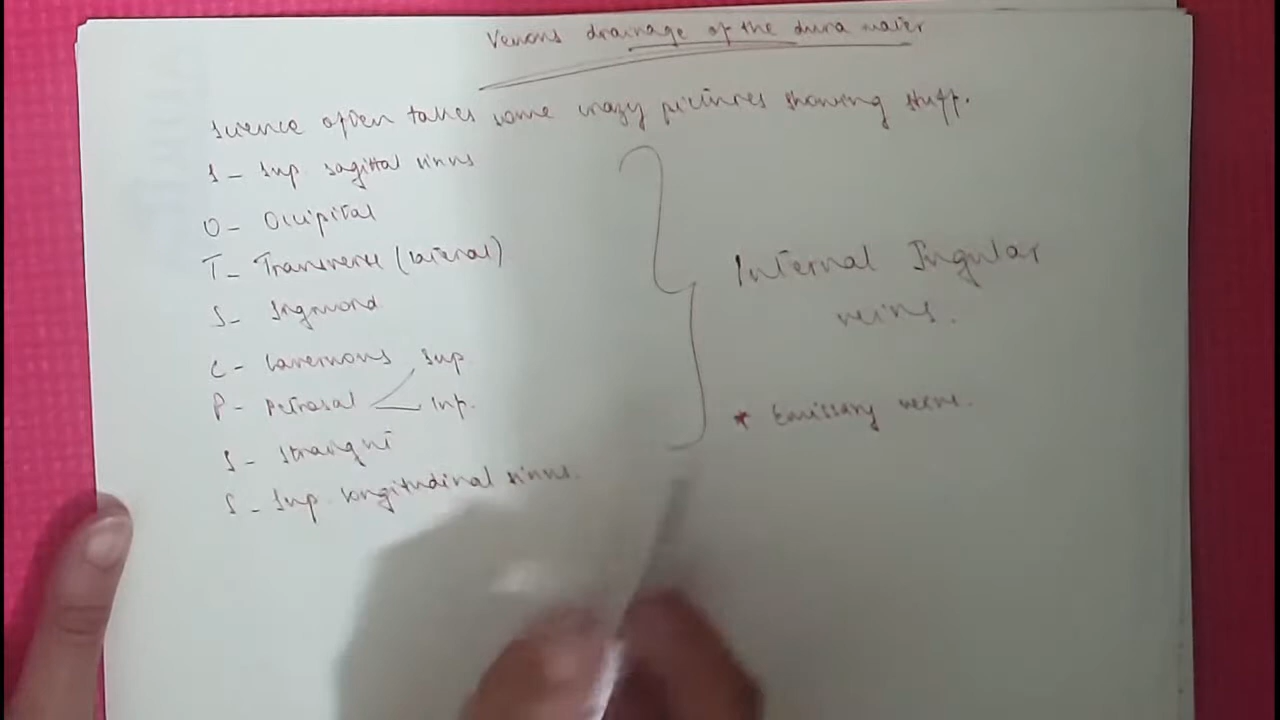 Venous drainage of the dura mater
Science often takes some crazy pictures showing stuff.
S - Sup sagittal sinus
O - Occipital
T - Transverse (lateral)
S - Sigmoid
C - Cavernous
P - Petrosal
Sup
Inf.
S - Straight
S - Sup. longitudinal sinus.
Internal Jugular
veins.
* Emissary veins.